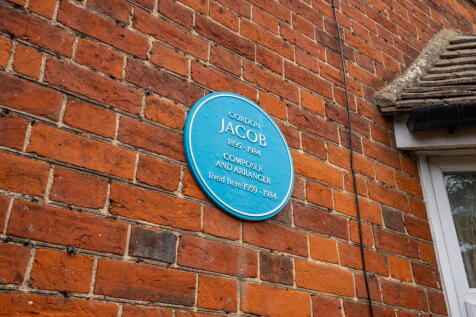 GORDON
JACOB
1895-1984
COMPOSER
AND ARRANGER
lived here 1959-1984